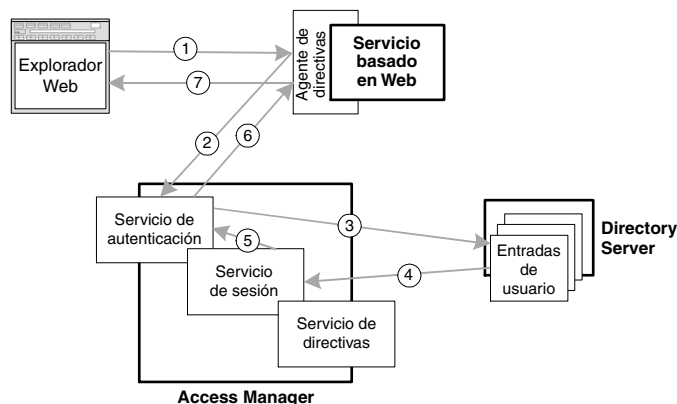 Explorador
Web
1
7
Agente de
directivas
Servicio
basado
en Web
2
6
Servicio de
autenticación
3
5
Servicio
de sesión
4
Servicio de
directivas
Access Manager
Entradas
de
usuario
Directory
Server